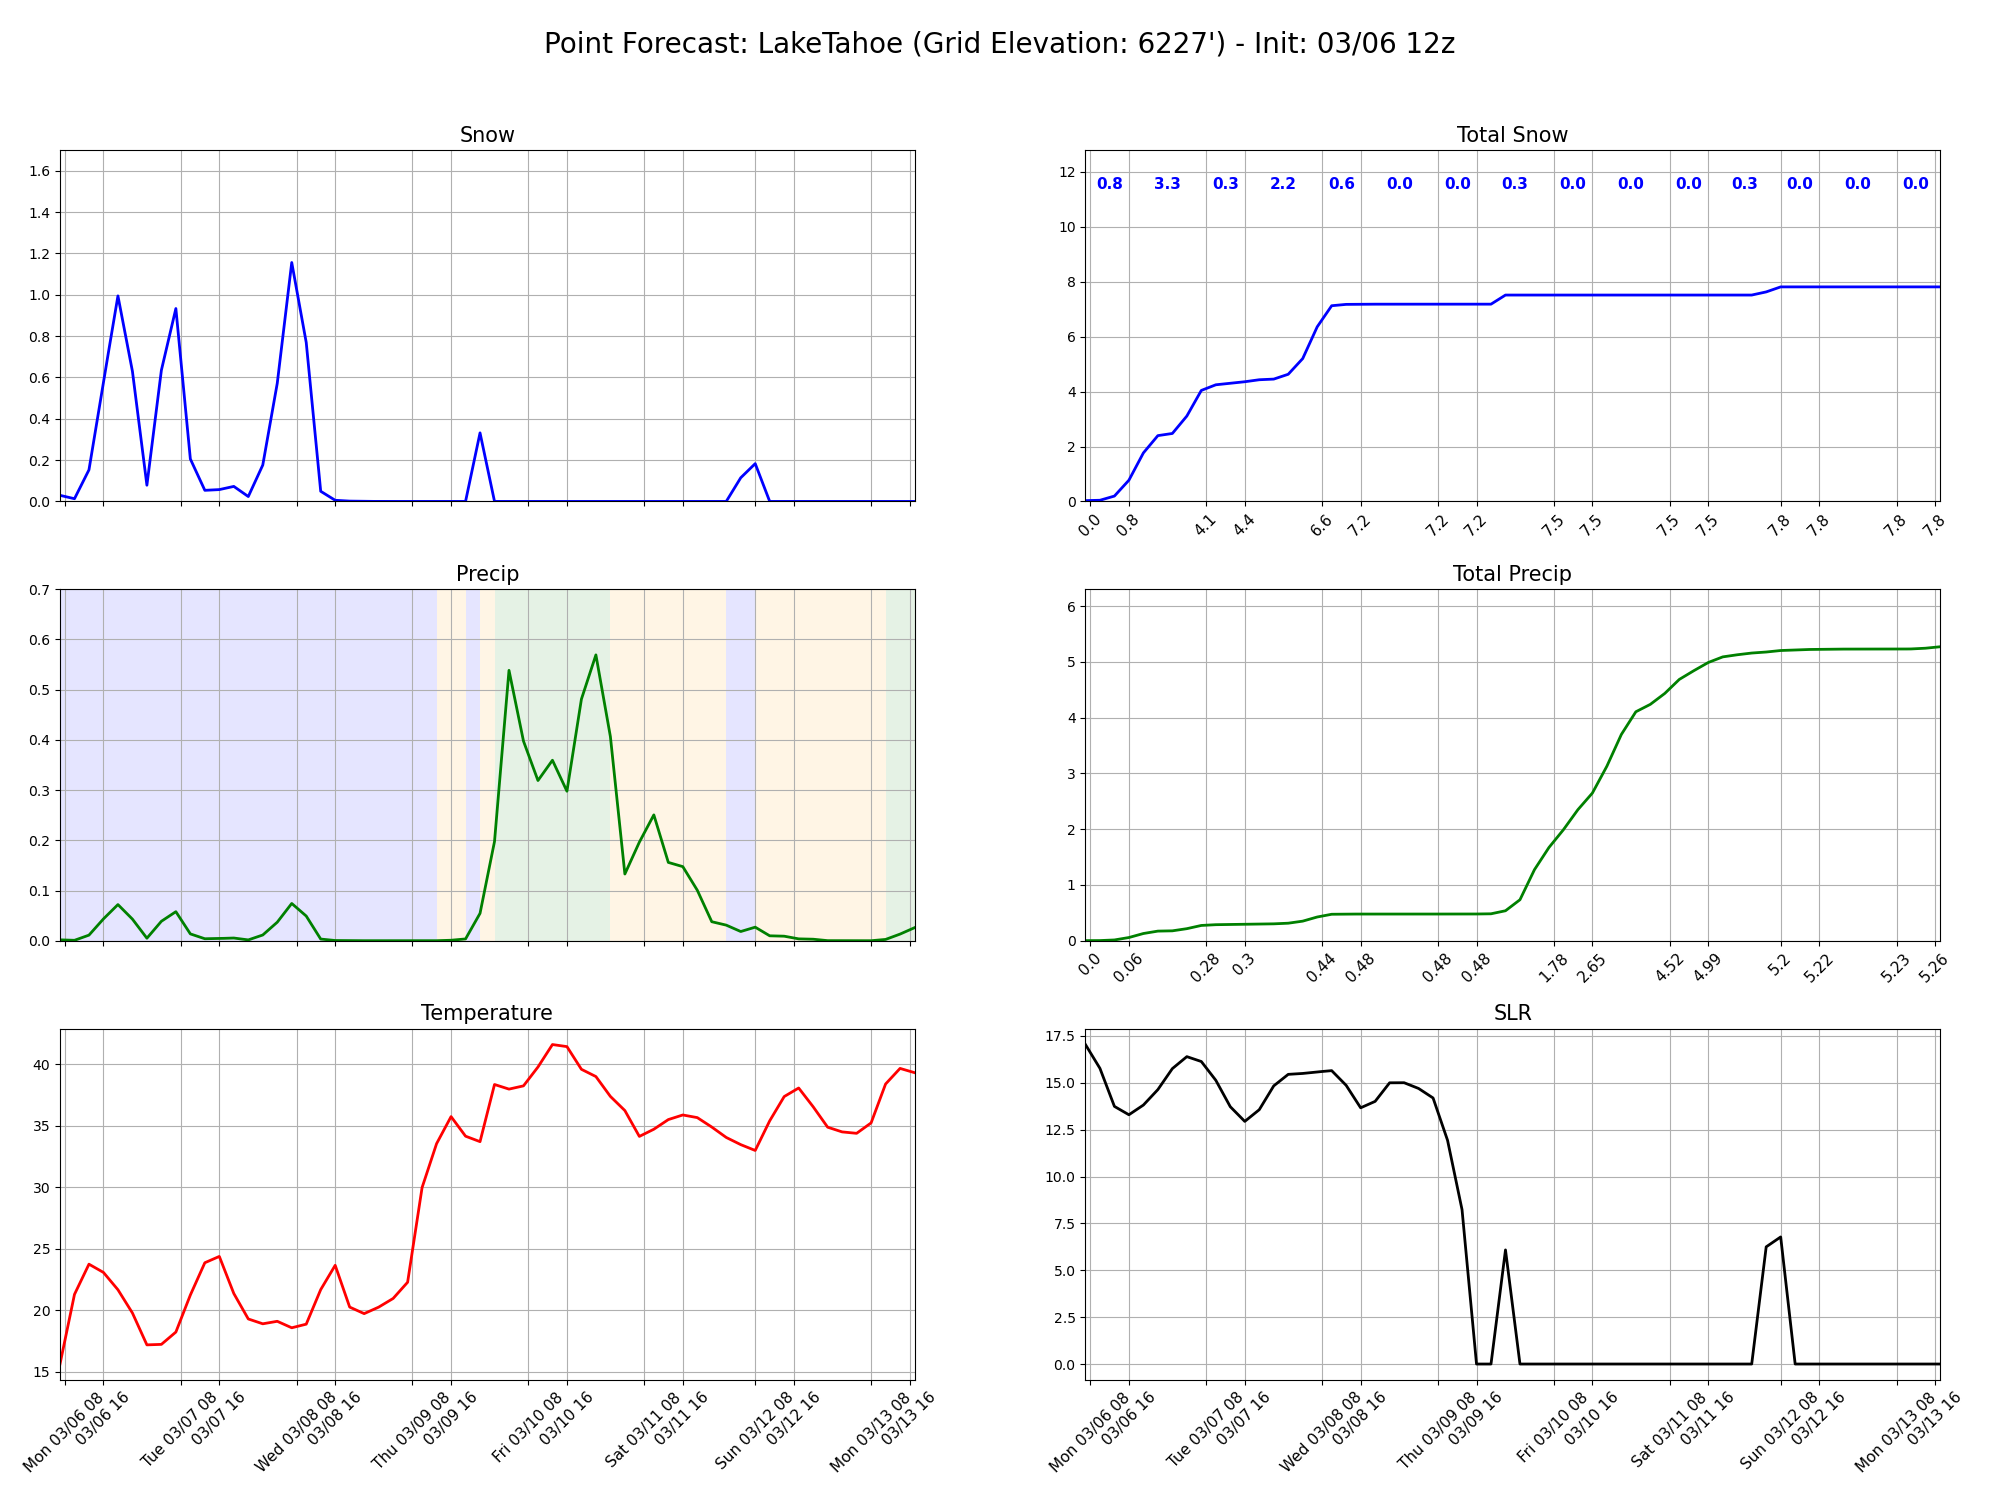 Point Forecast: LakeTahoe (Grid Elevation: 6227') - Init: 03/06 12z
Snow
1.6
1.4
1.2
1.0
0.8
0.6
0.4
0.2
0.0
Total Snow
12
10
8
6
4
2
0
0.8 3.3 0.3 2.2 0.6 0.0 0.0 0.3 0.0 0.0 0.0 0.3 0.0 0.0 0.0
0.0 0.8 4.1 4.4 6.6 7.2 7.2 7.2 7.5 7.5 7.5 7.5 7.8 7.8 7.8 7.8
Precip
0.7
0.6
0.5
0.4
0.3
0.2
0.1
0.0
Total Precip
6
5
4
3
2
1
0
0.0 0.06 0.28 0.3 0.44 0.48 0.48 0.48 1.78 2.65 4.52 4.99 5.2 5.22 5.23 5.26
Temperature
40
35
30
25
20
15
Mon 03/06 08
03/06 16
Tue 03/07 08
03/07 16
Wed 03/08 08
03/08 16
Thu 03/09 08
03/09 16
Fri 03/10 08
03/10 16
Sat 03/11 08
03/11 16
Sun 03/12 08
03/12 16
Mon 03/13 08
03/13 16
SLR
17.5
15.0
12.5
10.0
7.5
5.0
2.5
0.0
Mon 03/06 08
03/06 16
Tue 03/07 08
03/07 16
Wed 03/08 08
03/08 16
Thu 03/09 08
03/09 16
Fri 03/10 08
03/10 16
Sat 03/11 08
03/11 16
Sun 03/12 08
03/12 16
Mon 03/13 08
03/13 16